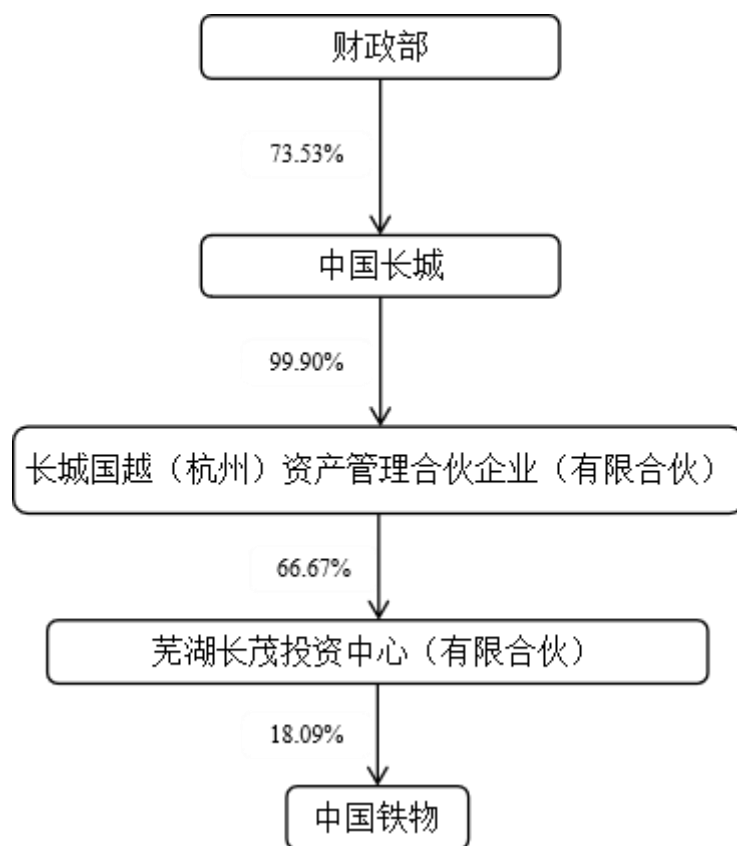 财政部
73.53%
中国长城
99.90%
长城国越（杭州）资产管理合伙企业（有限合伙）
66.67%
芜湖长茂投资中心（有限合伙）
18.09%
中国铁物